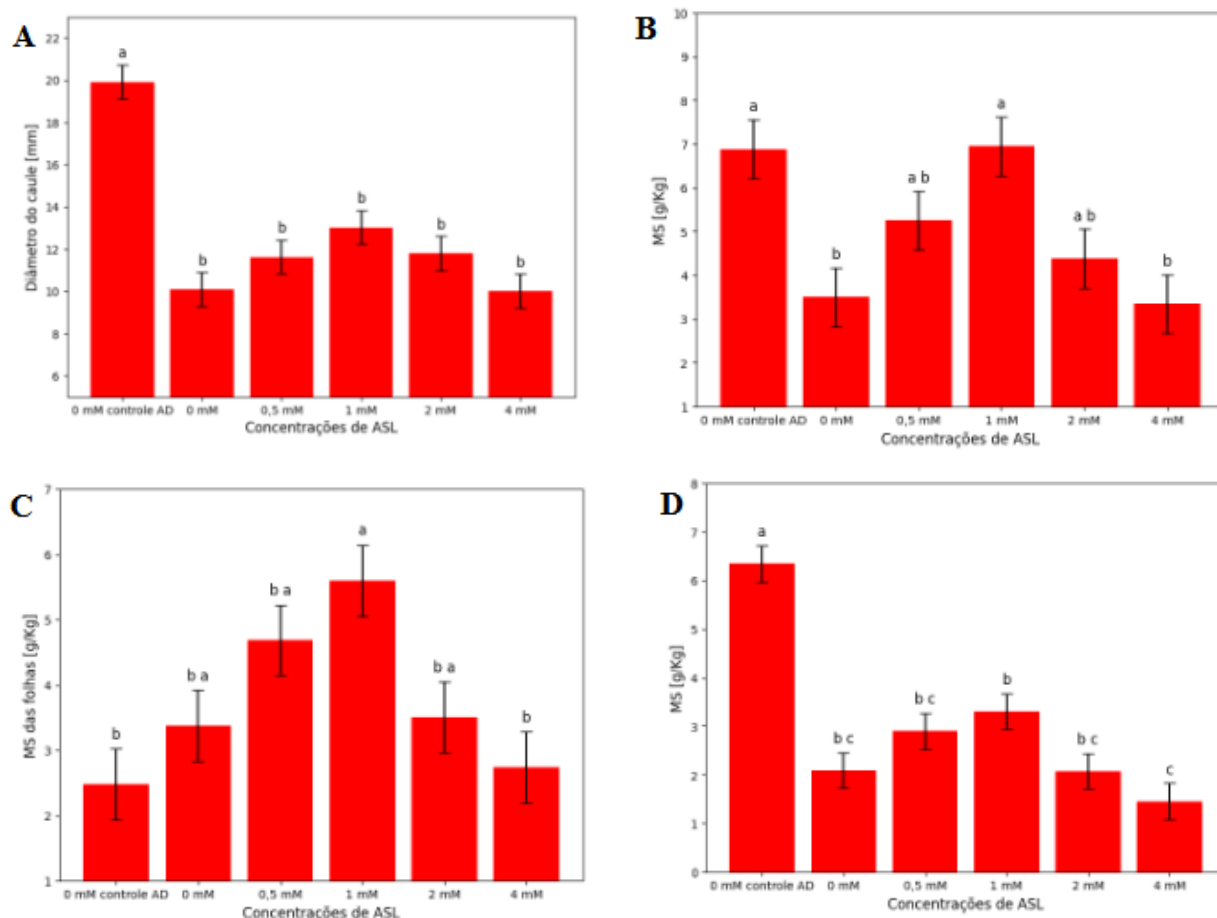 A
Diâmetro do caule [mm]
22
20
18
16
14
12
10
8
6
a
b
b
b
b
b
0 mM controle AD 0 mM 0,5 mM 1 mM 2 mM 4 mM
Concentrações de ASL
B
MS [g/Kg]
10
9
8
7
6
5
4
3
2
1
a
b
a b
a
a b
b
0 mM controle AD 0 mM 0,5 mM 1 mM 2 mM 4 mM
Concentrações de ASL
C
MS das folhas [g/Kg]
7
6
5
4
3
2
1
b
b a
b a
a
b a
b
0 mM controle AD 0 mM 0,5 mM 1 mM 2 mM 4 mM
Concentrações de ASL
D
MS [g/Kg]
8
7
6
5
4
3
2
1
0
a
b c
b c
b
b c
c
0 mM controle AD 0 mM 0,5 mM 1 mM 2 mM 4 mM
Concentrações de ASL